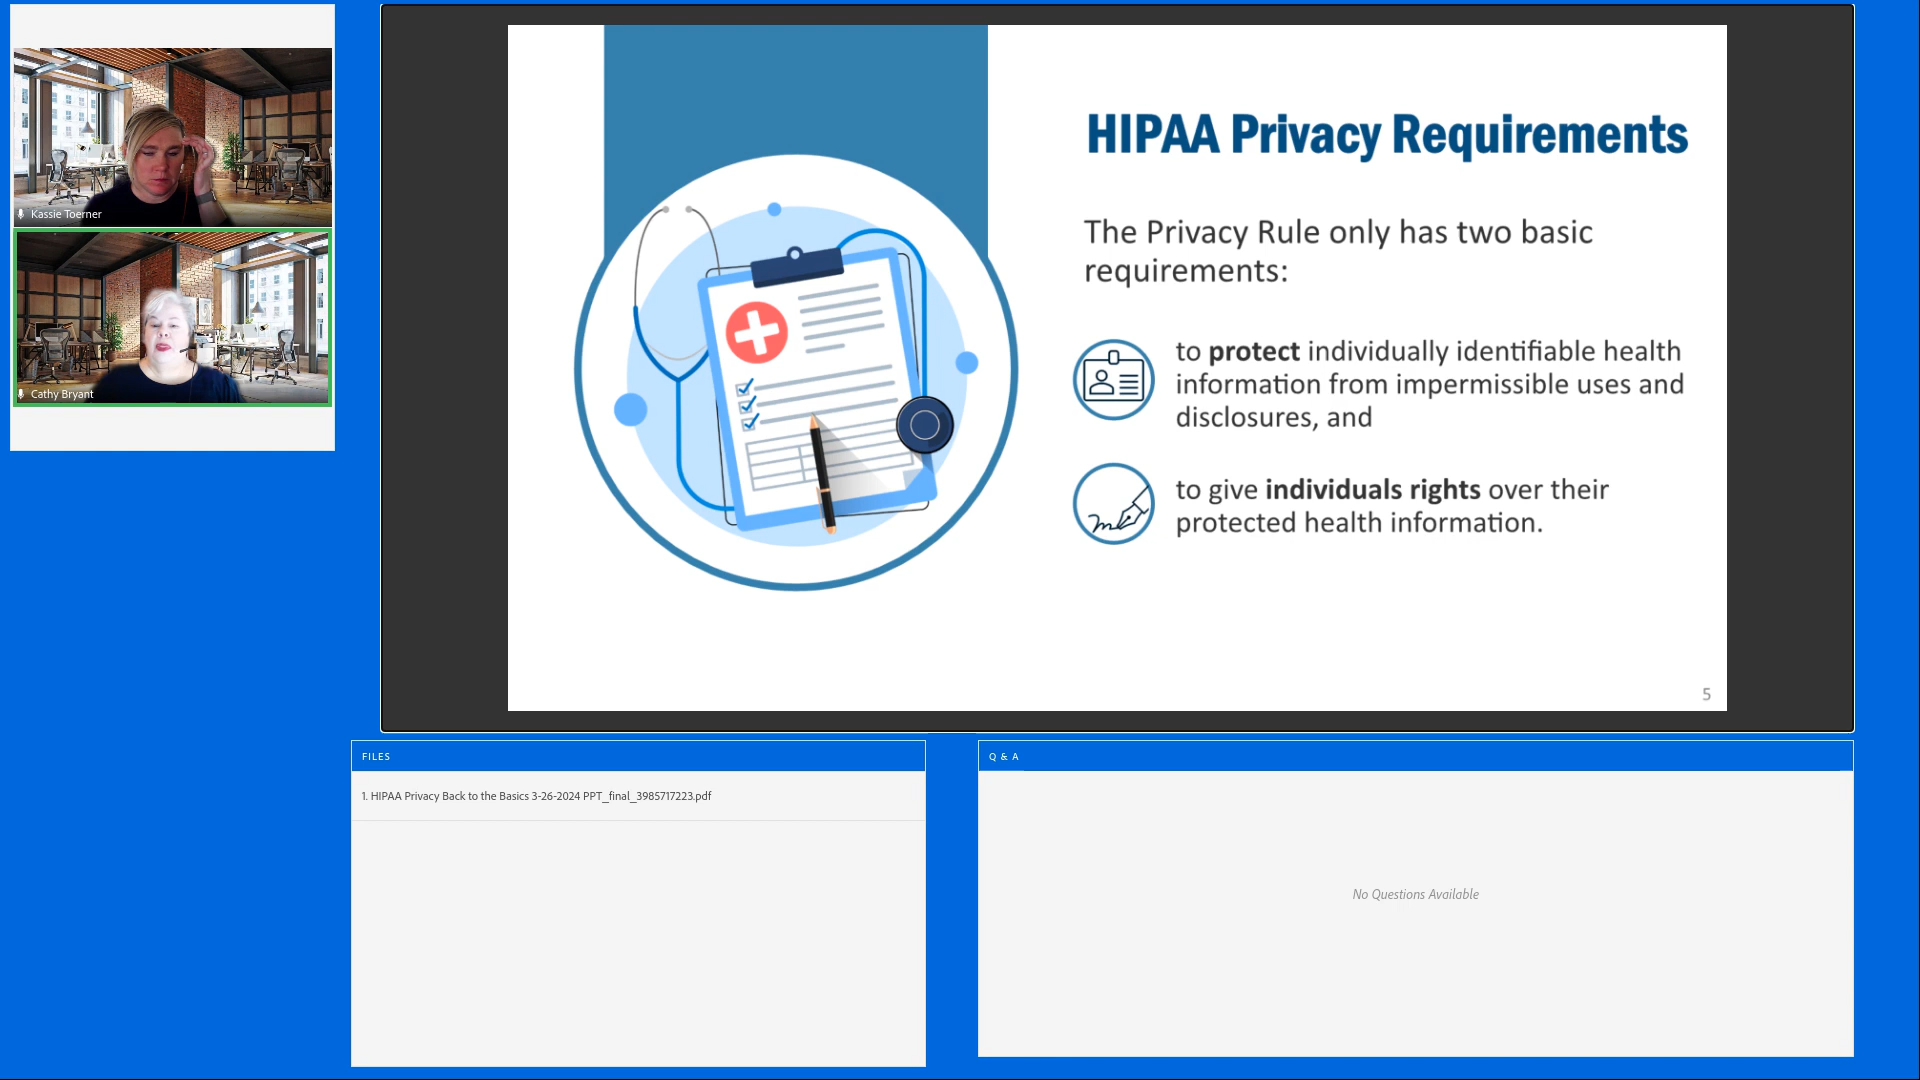 Kassie Toerner
Cathy Bryant
HIPAA Privacy Requirements
The Privacy Rule only has two basic
requirements:
to protect individually identifiable health
information from impermissible uses and
disclosures, and
to give individuals rights over their
protected health information.
5
FILES
1. HIPAA Privacy Back to the Basics 3-26-2024 PPT_final_3985717223.pdf
Q & A
No Questions Available